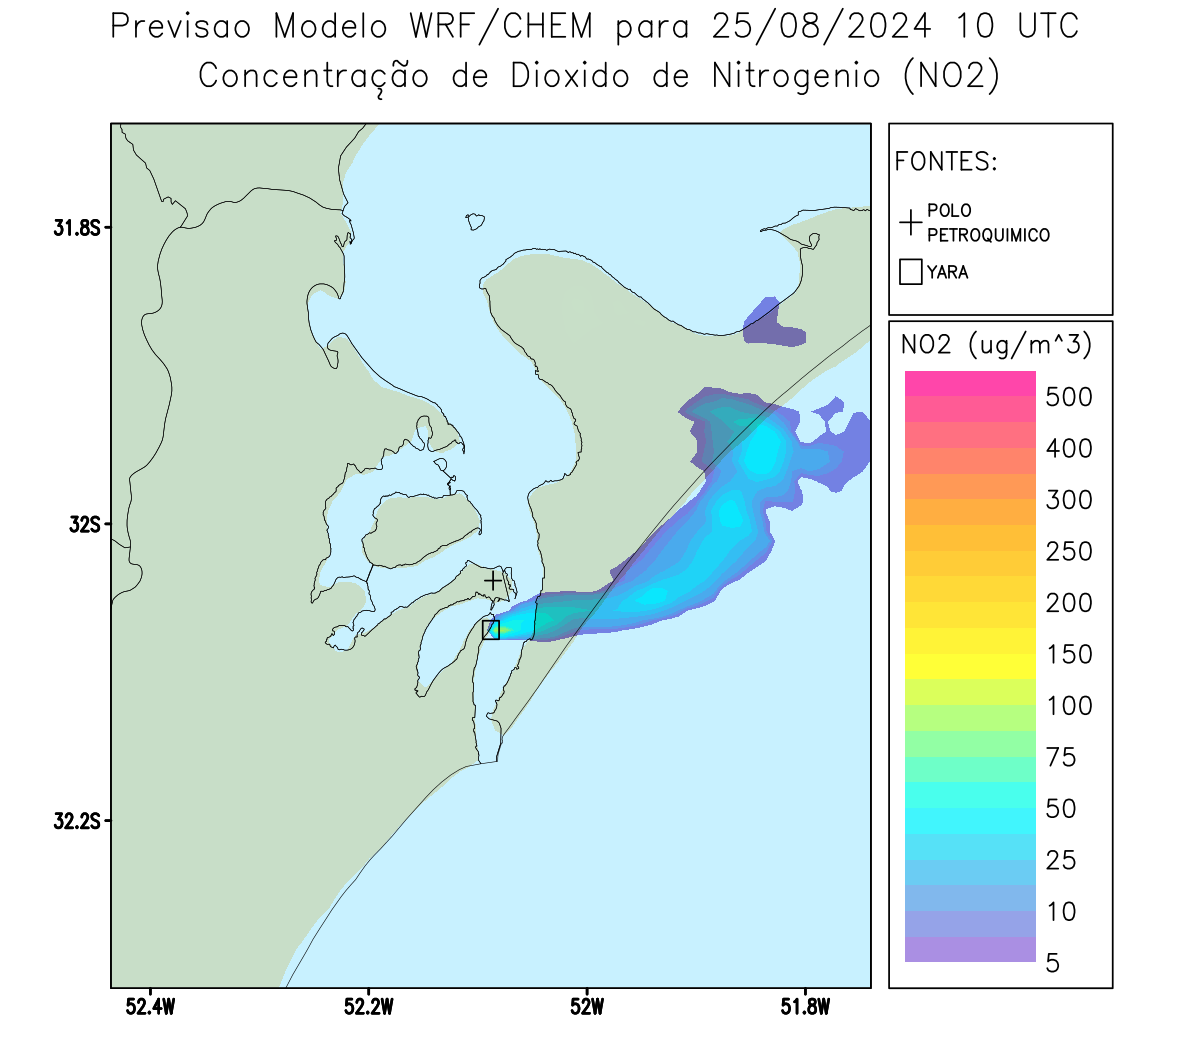 Previsao Modelo WRF/CHEM para 25/08/2024 10 UTC
Concentração de Dioxido de Nitrogenio (NO2)
FONTES:
POLO
PETROQUIMICO
YARA
NO2 (ug/m^3)
500
400
300
250
200
150
100
75
50
25
10
5
31.8S
32S
32.2S
52.4W
52.2W
52W
51.8W